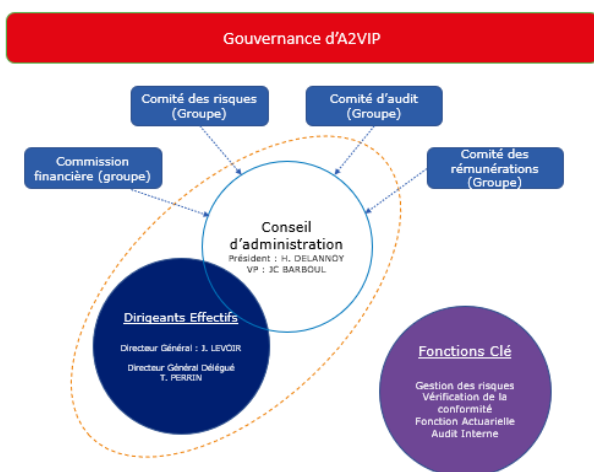 Gouvernance d'A2VIP
Comité des risques
(Groupe)
Comité d'audit
(Groupe)
Commission
financière (groupe)
Comité des
rémunérations
(Groupe)
Conseil
d'administration
Président : H. DELANNOY
VP : JC BARBOUL
Dirigeants Effectifs
Directeur Général : J. LEVOIR
Directeur Général Délégué
T. PERRIN
Fonctions Clé
Gestion des risques
Vérification de la
conformité
Fonction Actuarielle
Audit Interne